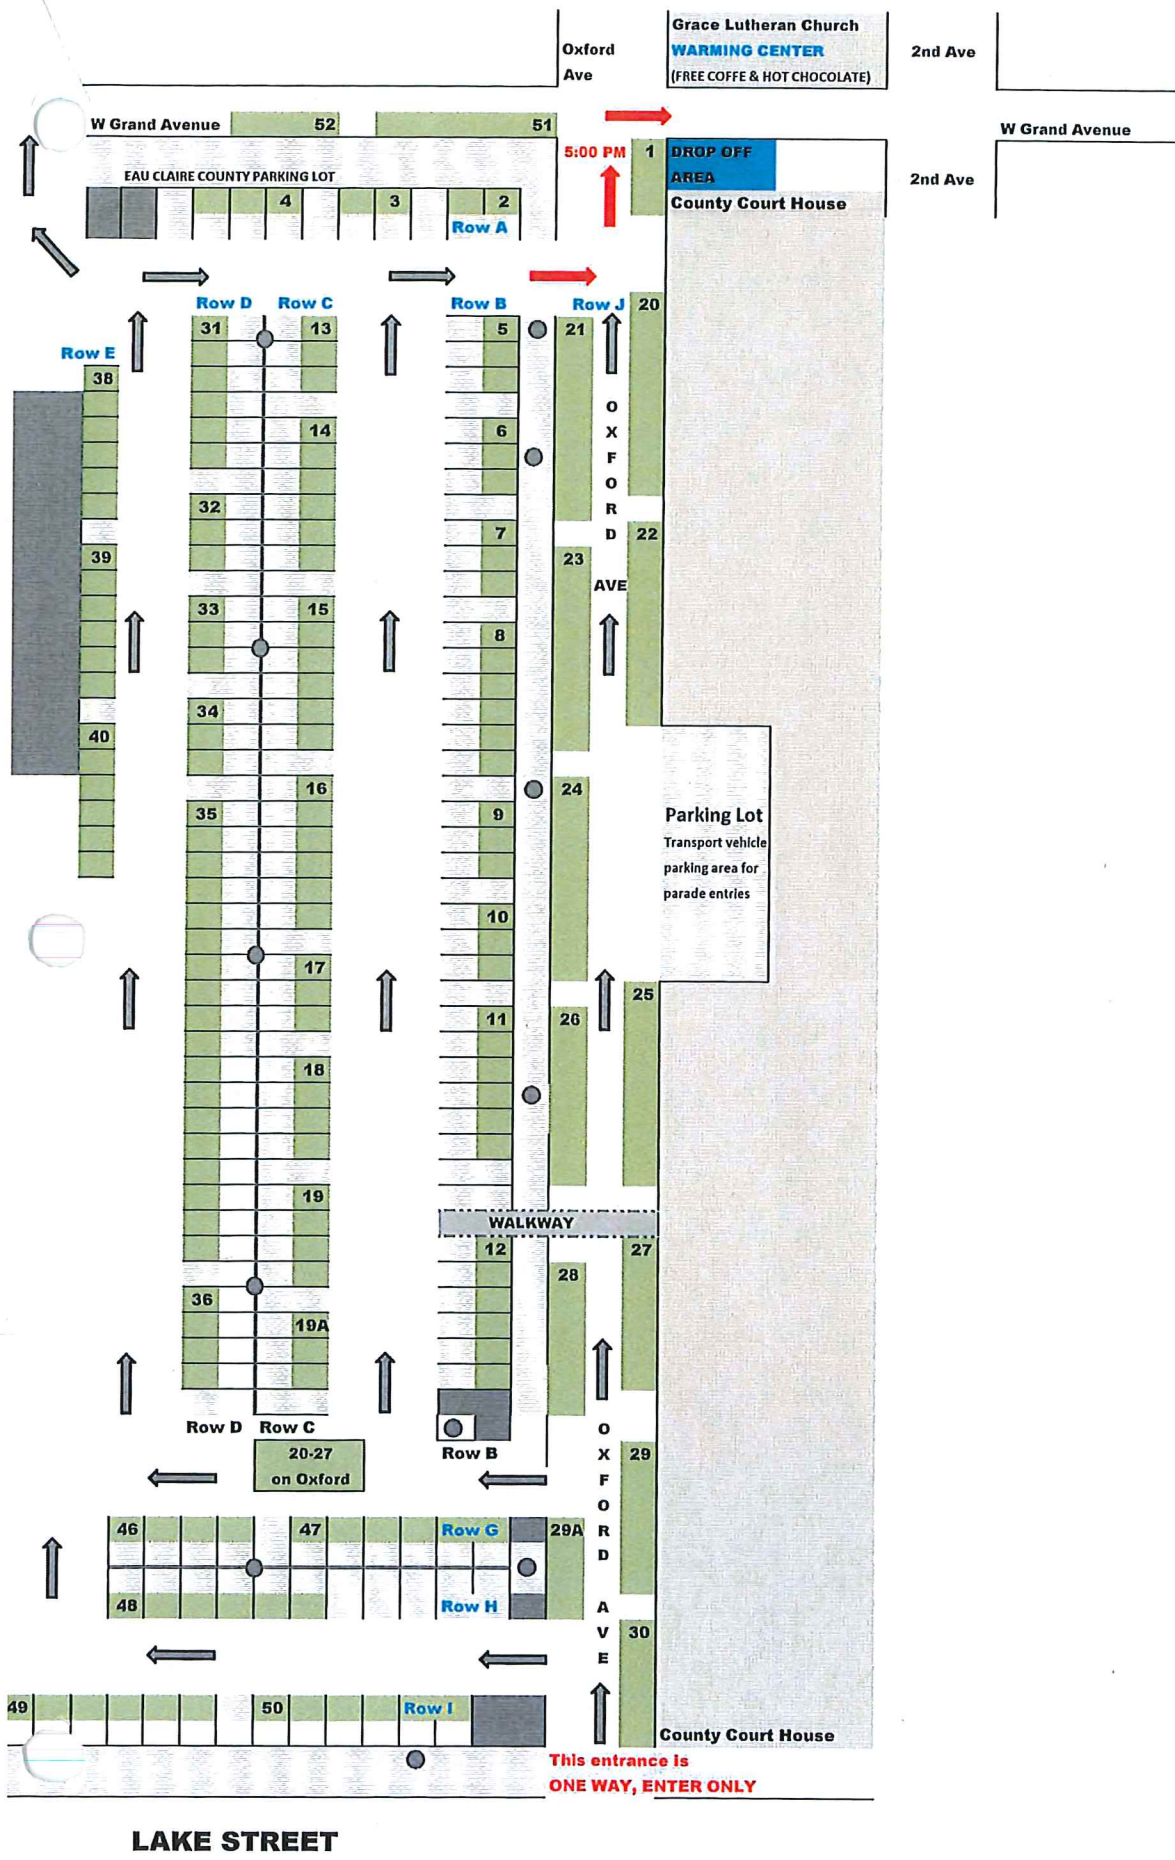 Grace Lutheran Church
Oxford
Ave
WARMING CENTER
2nd Ave
(FREE COFFE & HOT CHOCOLATE)
W Grand Avenue
52
51
W Grand Avenue
5:00 PM
1
DROP OFF
AREA
EAU CLAIRE COUNTY PARKING LOT
2nd Ave
4
3
2
County Court House
Row A
Row D
Row C
Row B
Row J
20
31
13
5
21
Row E
38
O
X
F
O
R
D
AVE
14
6
32
7
22
39
23
33
15
8
34
40
16
24
35
9
Parking Lot
Transport vehicle
parking area for
parade entries
10
17
25
11
26
18
19
WALKWAY
12
27
28
36
19A
Row D
Row C
Row B
20-27
on Oxford
O
X
F
O
R
D
A
V
E
29
46
47
Row G
29A
48
Row H
30
49
50
Row I
County Court House
This entrance is
ONE WAY, ENTER ONLY
LAKE STREET